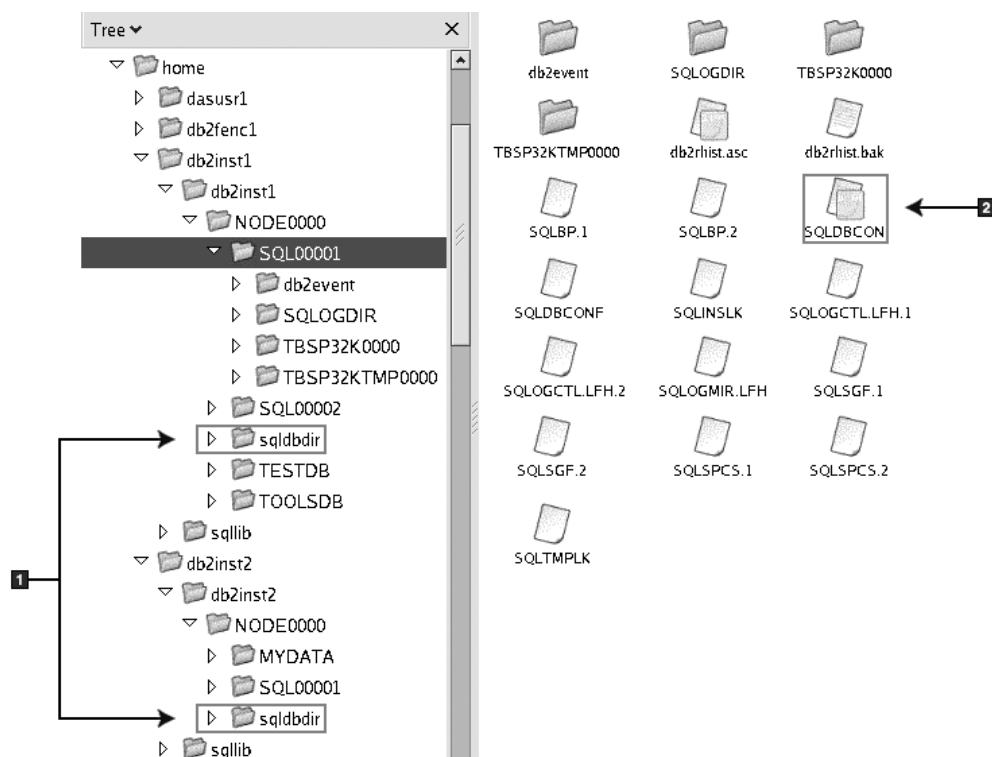 Tree
home
dasusr1
db2fenc1
db2inst1
db2inst1
NODE0000
SQL00001
db2event
SQLOGDIR
TBSP32K0000
TBSP32KTMP0000
SQL00002
sqldbdir
TESTDB
TOOLSDB
sqllib
db2inst2
db2inst2
NODE0000
MYDATA
SQL00001
sqldbdir
sqllib
1
db2event SQLOGDIR TBSP32K0000
TBSP32KTMP0000 db2rhist.asc db2rhist.bak
SQLBP.1 SQLBP.2 SQLDBCON
2
SQLDBCONF SQLINSLK SQLOGCTL.LFH.1
SQLOGCTL.LFH.2 SQLOGMIR.LFH SQLSGF.1
SQLSGF.2 SQLSPCS.1 SQLSPCS.2
SQLTMPLK